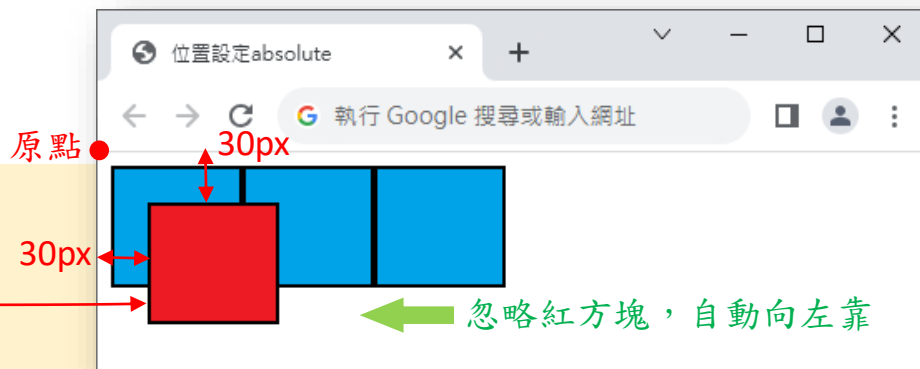 位置設定absolute
執行 Google 搜尋或輸入網址
原點
30px
30px
忽略紅方塊，自動向左靠